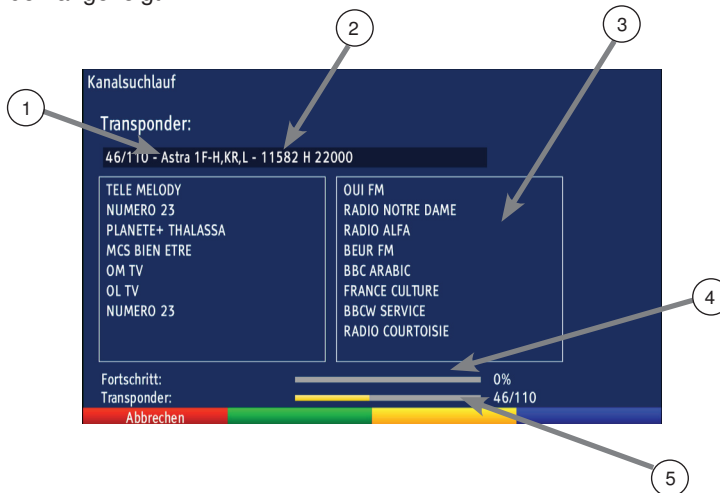 2
3
1
Kanalsuchlauf
Transponder:
46/110 - Astra 1F-H,KR,L - 11582 H 22000
TELE MELODY
NUMERO 23
PLANETE+ THALASSA
MCS BIEN ETRE
OM TV
OL TV
NUMERO 23
OUI FM
RADIO NOTRE DAME
RADIO ALFA
BEUR FM
BBC ARABIC
FRANCE CULTURE
BBCW SERVICE
RADIO COURTOISIE
4
Fortschritt: 0%
Transponder: 46/110
Abbrechen
5